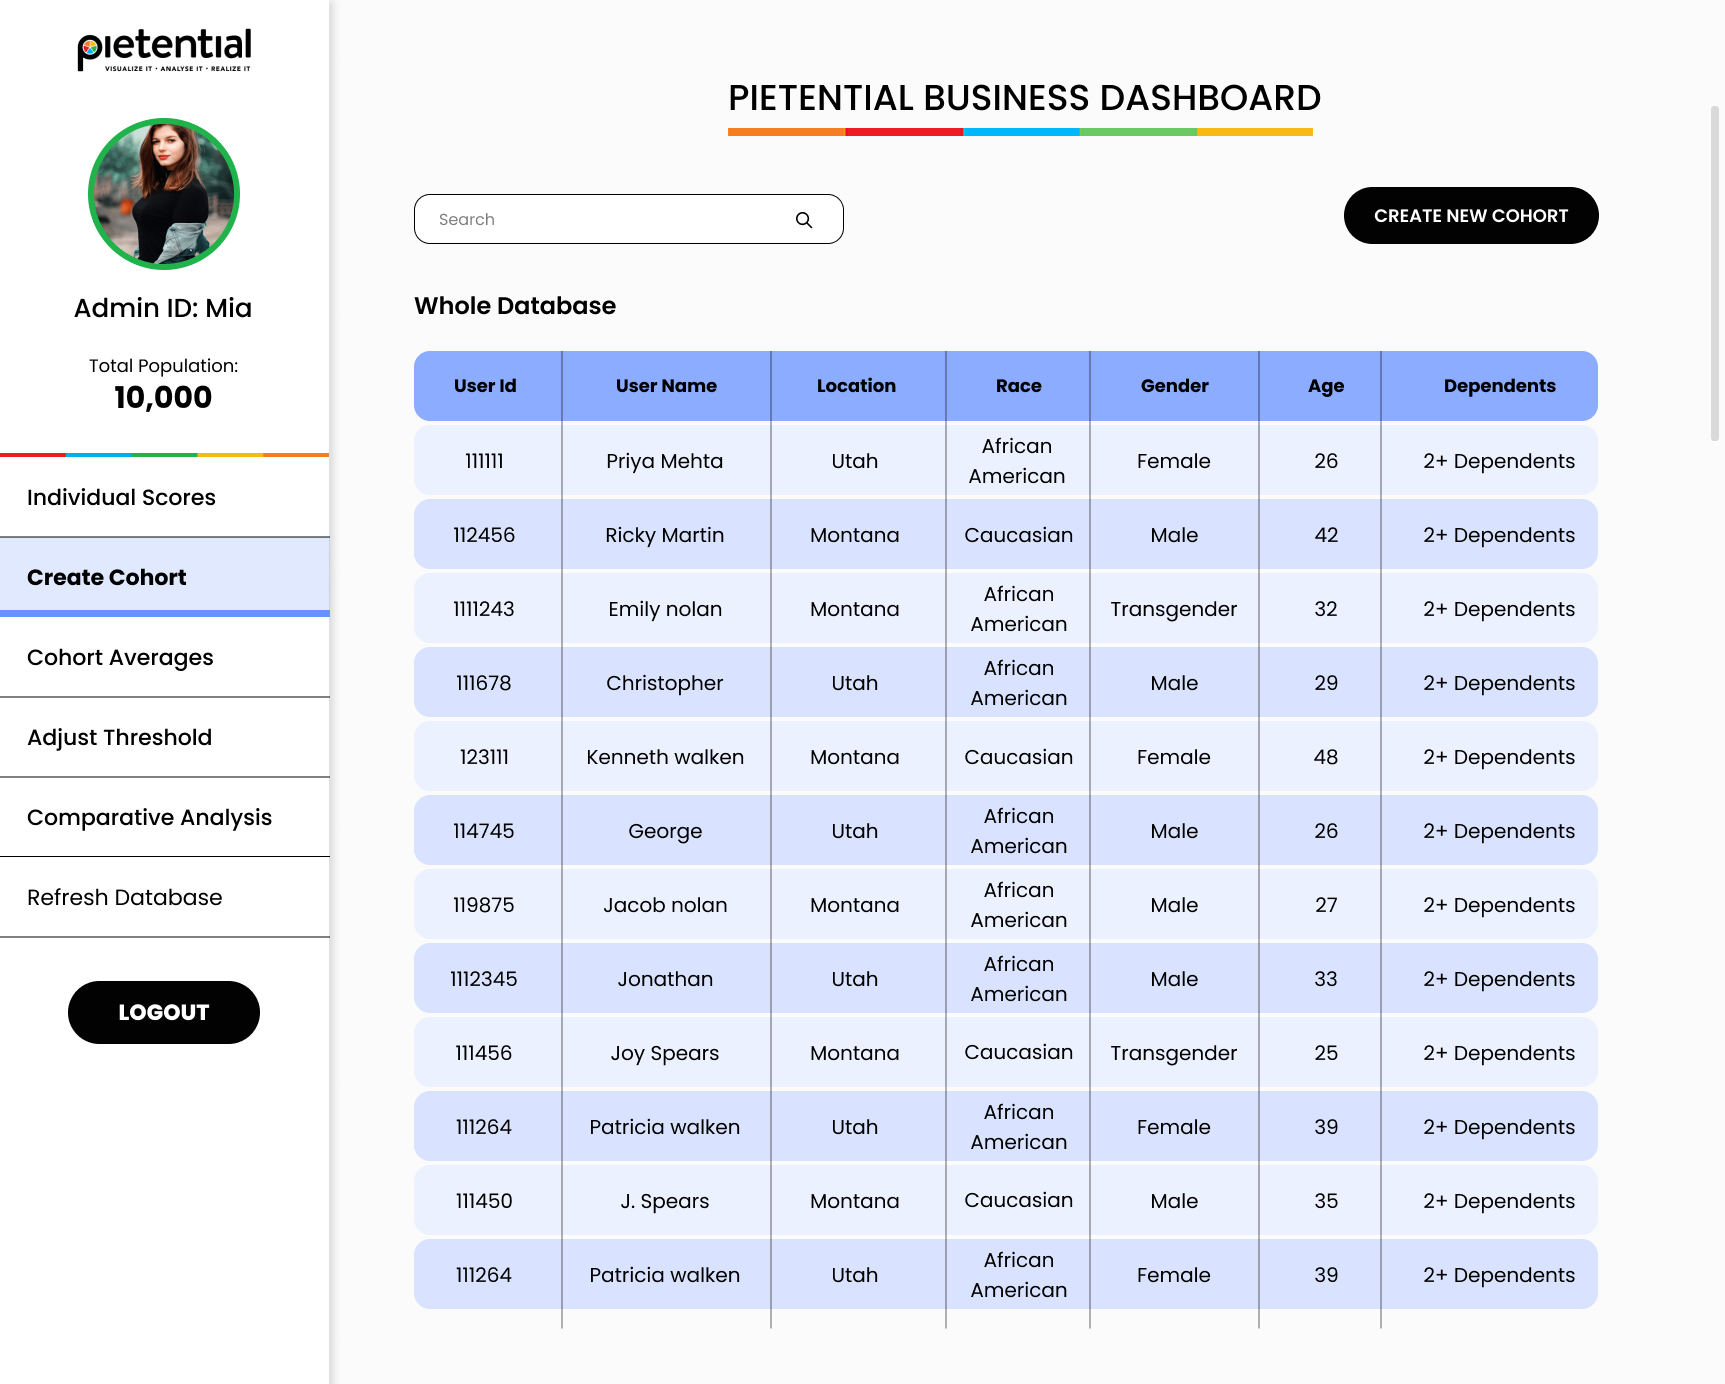 pietential
VISUALIZE IT • ANALYSE IT • REALIZE IT
Admin ID: Mia
Total Population:
10,000
Individual Scores
Create Cohort
Cohort Averages
Adjust Threshold
Comparative Analysis
Refresh Database
LOGOUT
PIETENTIAL BUSINESS DASHBOARD
Search
CREATE NEW COHORT
Whole Database
User Id User Name Location Race Gender Age Dependents
111111 Priya Mehta Utah African American Female 26 2+ Dependents
112456 Ricky Martin Montana Caucasian Male 42 2+ Dependents
1111243 Emily nolan Montana African American Transgender 32 2+ Dependents
111678 Christopher Utah African American Male 29 2+ Dependents
123111 Kenneth walken Montana Caucasian Female 48 2+ Dependents
114745 George Utah African American Male 26 2+ Dependents
119875 Jacob nolan Montana African American Male 27 2+ Dependents
1112345 Jonathan Utah African American Male 33 2+ Dependents
111456 Joy Spears Montana Caucasian Transgender 25 2+ Dependents
111264 Patricia walken Utah African American Female 39 2+ Dependents
111450 J. Spears Montana Caucasian Male 35 2+ Dependents
111264 Patricia walken Utah African American Female 39 2+ Dependents